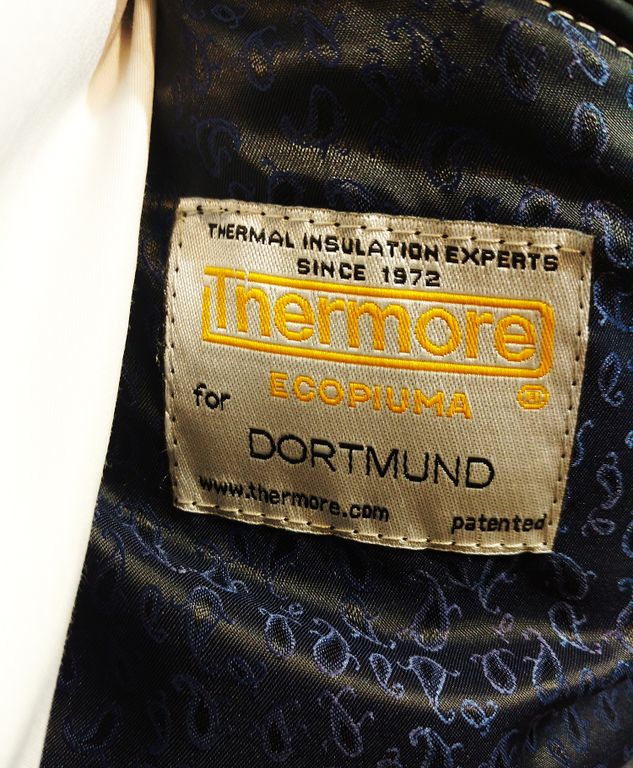 THERMAL INSULATION EXPERTS
SINCE 1972
Thermore
ECOPIUMA
for
DORTMUND
www.thermore.com
patented